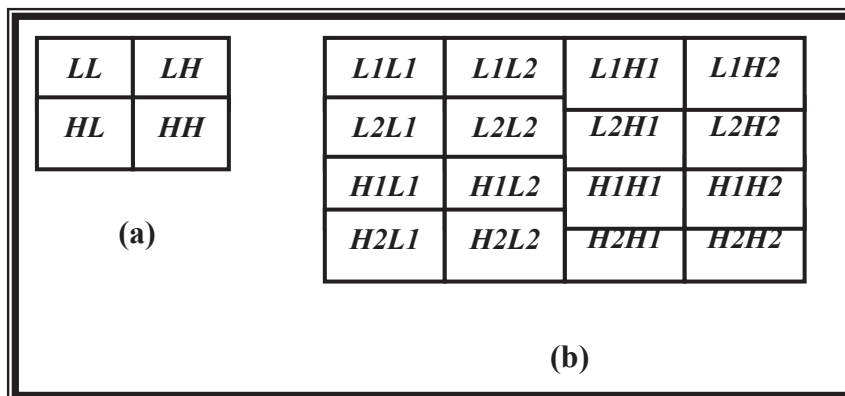 LL LH
HL HH
(a)
L1L1 L1L2 L1H1 L1H2
L2L1 L2L2 L2H1 L2H2
H1L1 H1L2 H1H1 H1H2
H2L1 H2L2 H2H1 H2H2
(b)